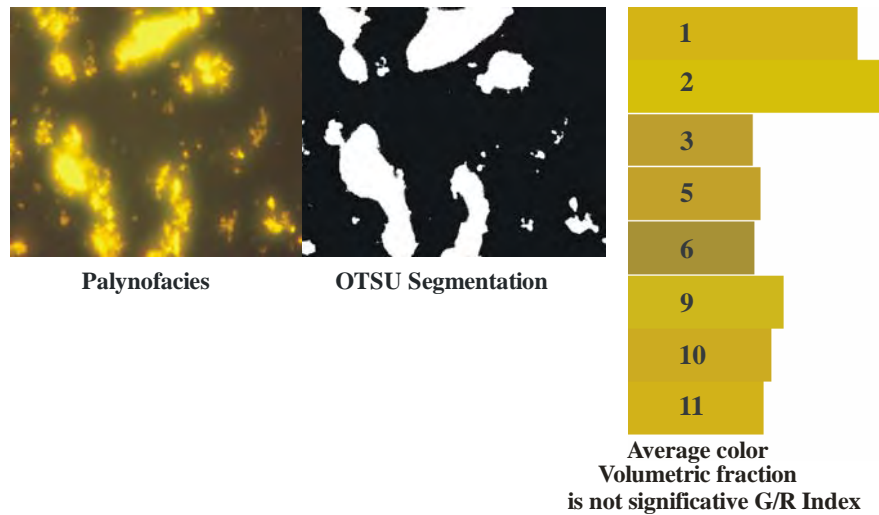 Palynofacies
OTSU Segmentation
1
2
3
5
6
9
10
11
Average color
Volumetric fraction
is not significative G/R Index